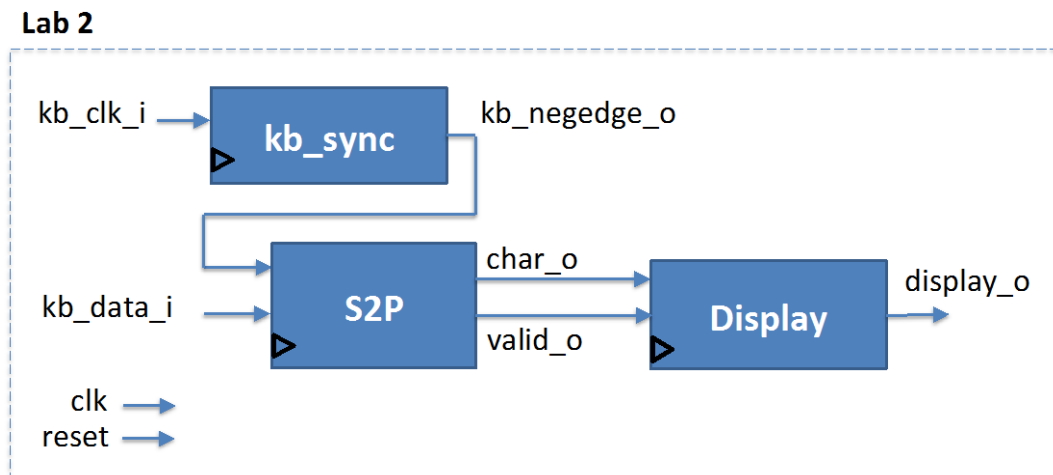 Lab 2
kb_clk_i
kb_sync
kb_negedge_o
kb_data_i
S2P
char_o
valid_o
Display
display_o
clk
reset